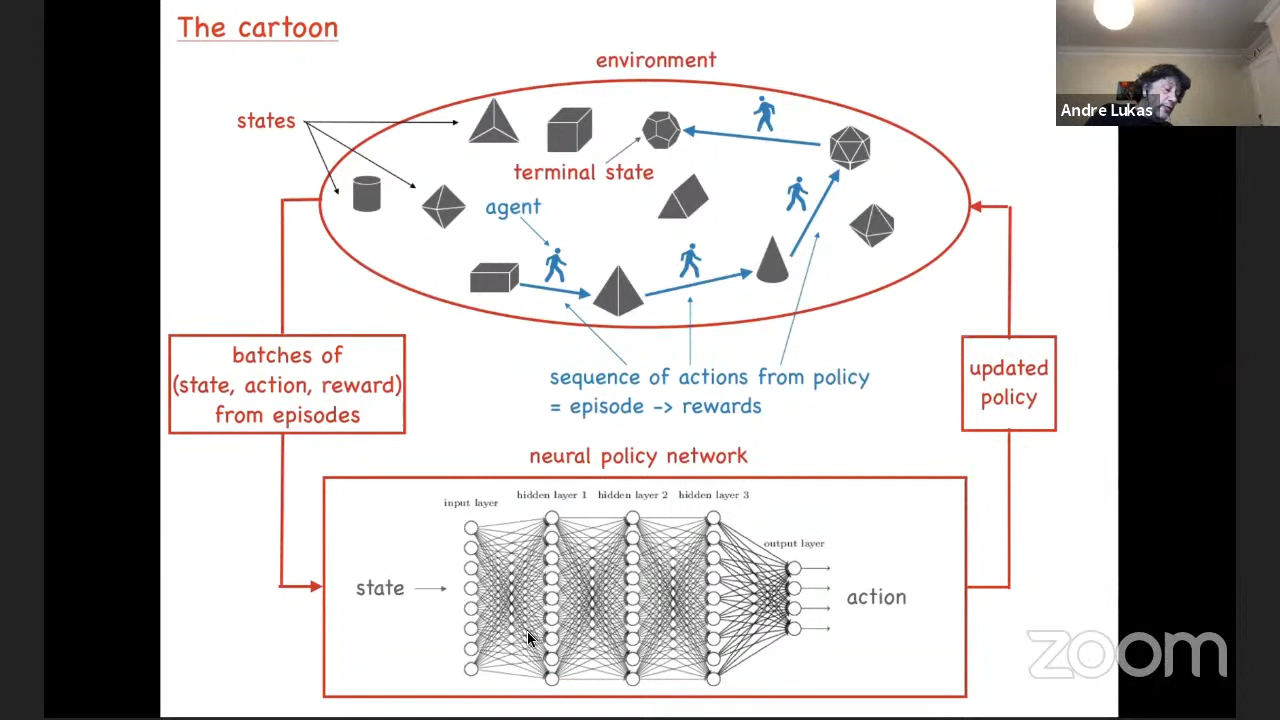 The cartoon
environment
Andre Lukas
states
terminal state
agent
batches of
(state, action, reward)
from episodes
sequence of actions from policy
= episode -> rewards
updated
policy
neural policy network
input layer
hidden layer 1
hidden layer 2
hidden layer 3
output layer
state
action
zoom